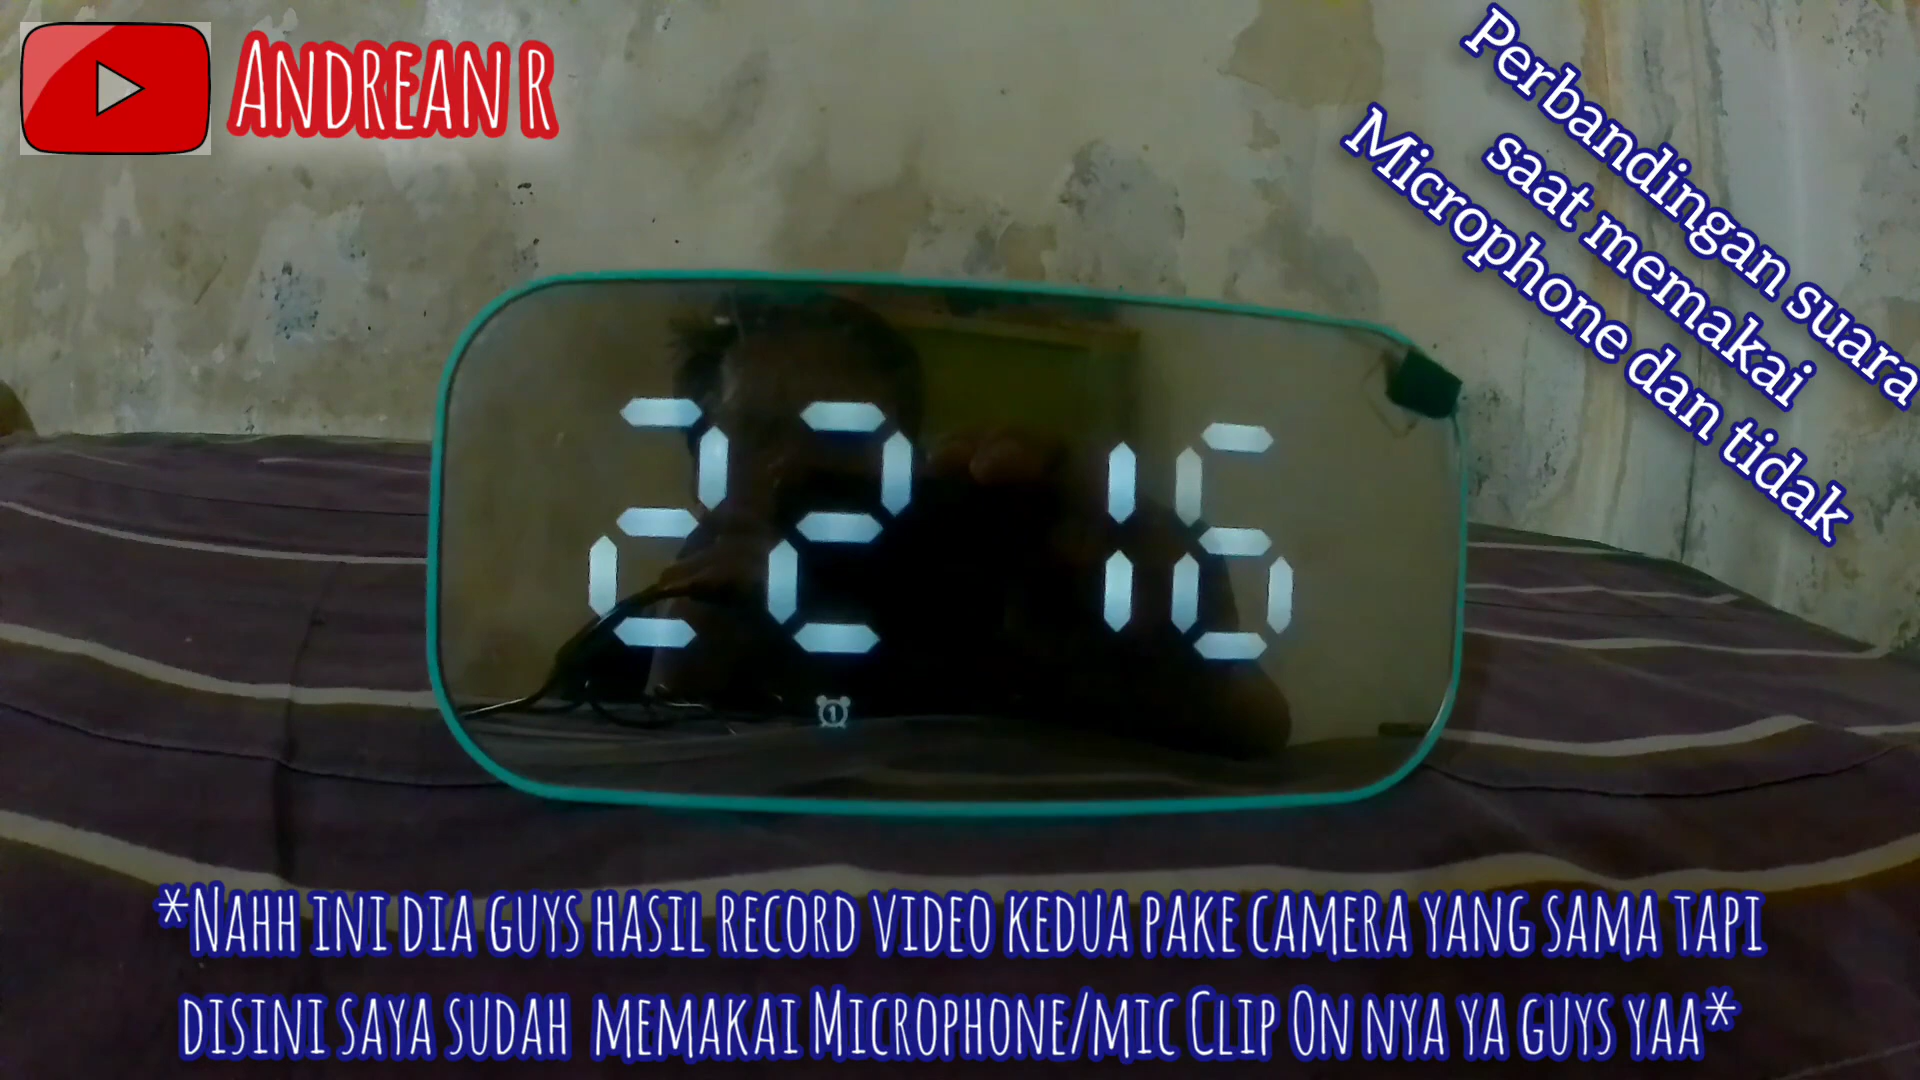 ANDREAN R
Perbandingan suara
saat memakai
Microphone dan tidak
22 16
1
*NAHH INI DIA GUYS HASIL RECORD VIDEO KEDUA PAKE CAMERA YANG SAMA TAPI
DISINI SAYA SUDAH MEMAKAI MICROPHONE/MIC CLIP ON NYA YA GUYS YAA*